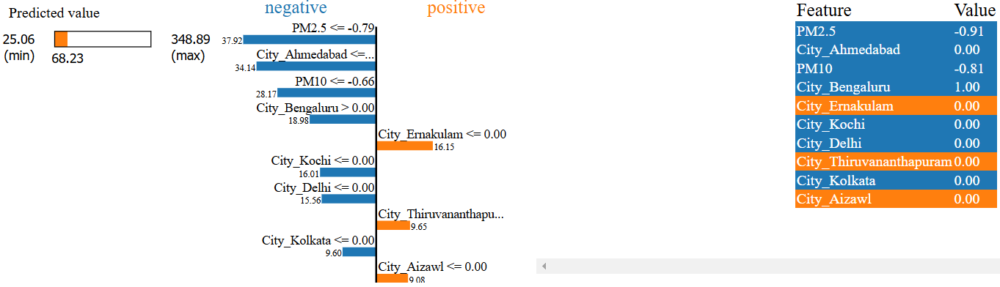 Predicted value
25.06
(min)
68.23
348.89
(max)
negative
positive
PM2.5 <= -0.79
37.92
City_Ahmedabad <=...
34.14
PM10 <= -0.66
28.17
City_Bengaluru > 0.00
18.98
City_Ernakulam <= 0.00
16.15
City_Kochi <= 0.00
16.01
City_Delhi <= 0.00
15.56
City_Thiruvananthapu...
9.65
City_Kolkata <= 0.00
9.60
City_Aizawl <= 0.00
9.08
Feature Value
PM2.5 -0.91
City_Ahmedabad 0.00
PM10 -0.81
City_Bengaluru 1.00
City_Ernakulam 0.00
City_Kochi 0.00
City_Delhi 0.00
City_Thiruvananthapuram 0.00
City_Kolkata 0.00
City_Aizawl 0.00